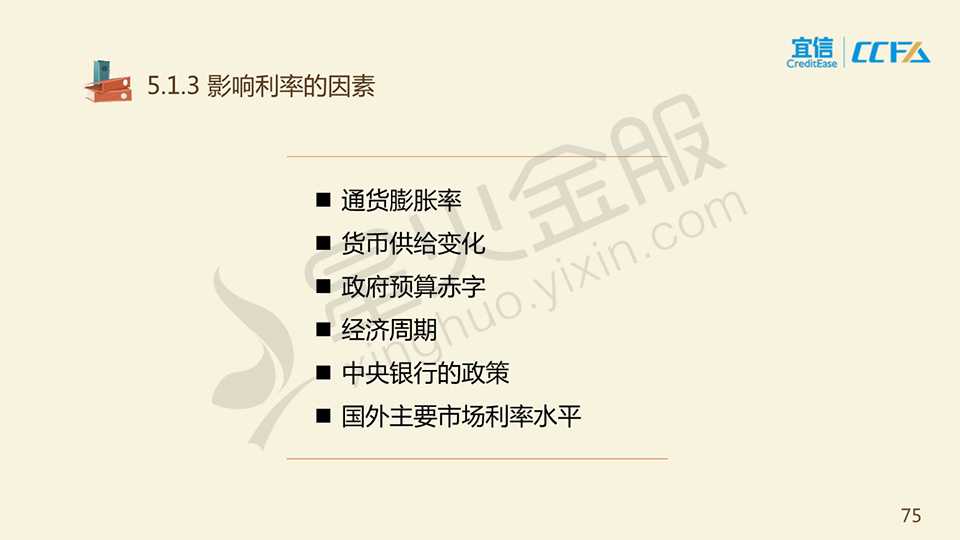 宜信
CreditEase
CCFA
5.1.3 影响利率的因素
■ 通货膨胀率
■ 货币供给变化
■ 政府预算赤字
■ 经济周期
■ 中央银行的政策
■ 国外主要市场利率水平
星火金服
xinghuo.yixin.com
75